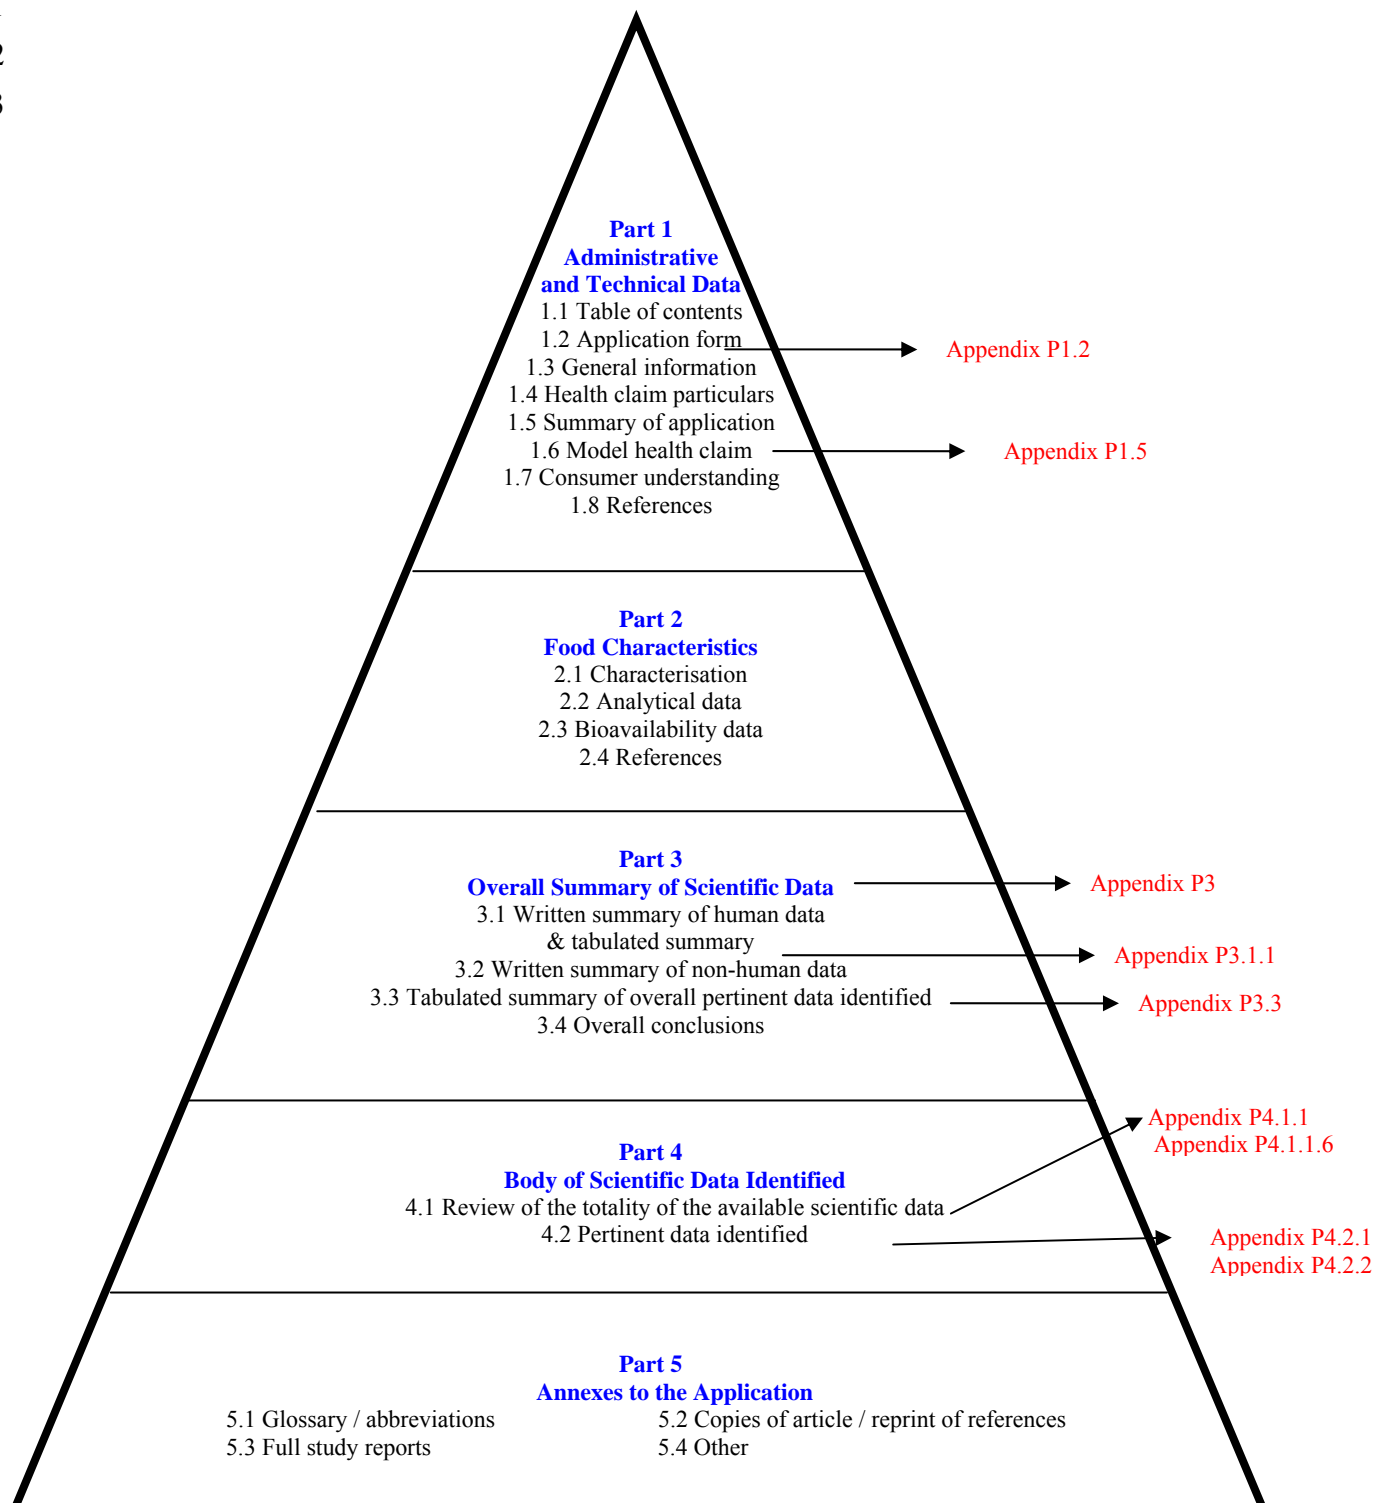 2
3
Part 1
Administrative
and Technical Data
1.1 Table of contents
1.2 Application form
Appendix P1.2
1.3 General information
1.4 Health claim particulars
1.5 Summary of application
1.6 Model health claim
Appendix P1.5
1.7 Consumer understanding
1.8 References
Part 2
Food Characteristics
2.1 Characterisation
2.2 Analytical data
2.3 Bioavailability data
2.4 References
Part 3
Overall Summary of Scientific Data
Appendix P3
3.1 Written summary of human data
& tabulated summary
Appendix P3.1.1
3.2 Written summary of non-human data
3.3 Tabulated summary of overall pertinent data identified
Appendix P3.3
3.4 Overall conclusions
Appendix P4.1.1
Appendix P4.1.1.6
Part 4
Body of Scientific Data Identified
4.1 Review of the totality of the available scientific data
4.2 Pertinent data identified
Appendix P4.2.1
Appendix P4.2.2
Part 5
Annexes to the Application
5.1 Glossary / abbreviations
5.2 Copies of article / reprint of references
5.3 Full study reports
5.4 Other